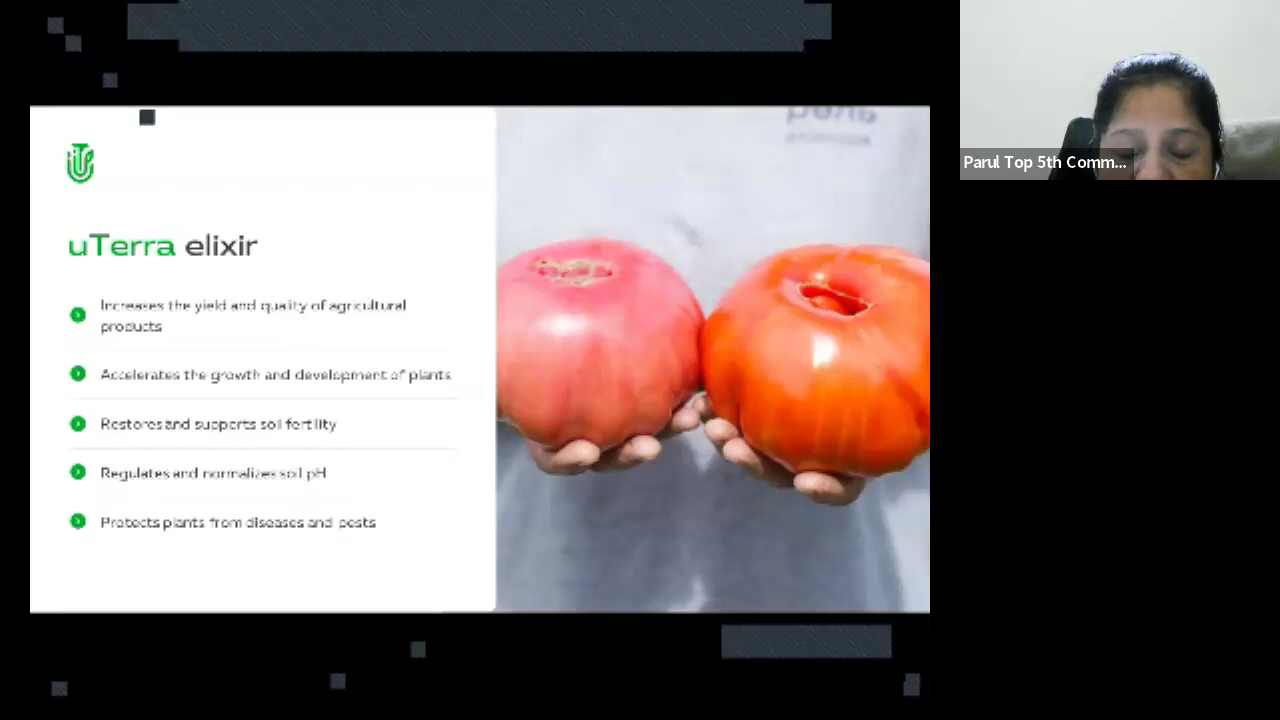 uTerra elixir
Increases the yield and quality of agricultural
products
Accelerates the growth and development of plants
Restores and supports soil fertility
Regulates and normalizes soil pH
Protects plants from diseases and pests
Parul Top 5th Comm...